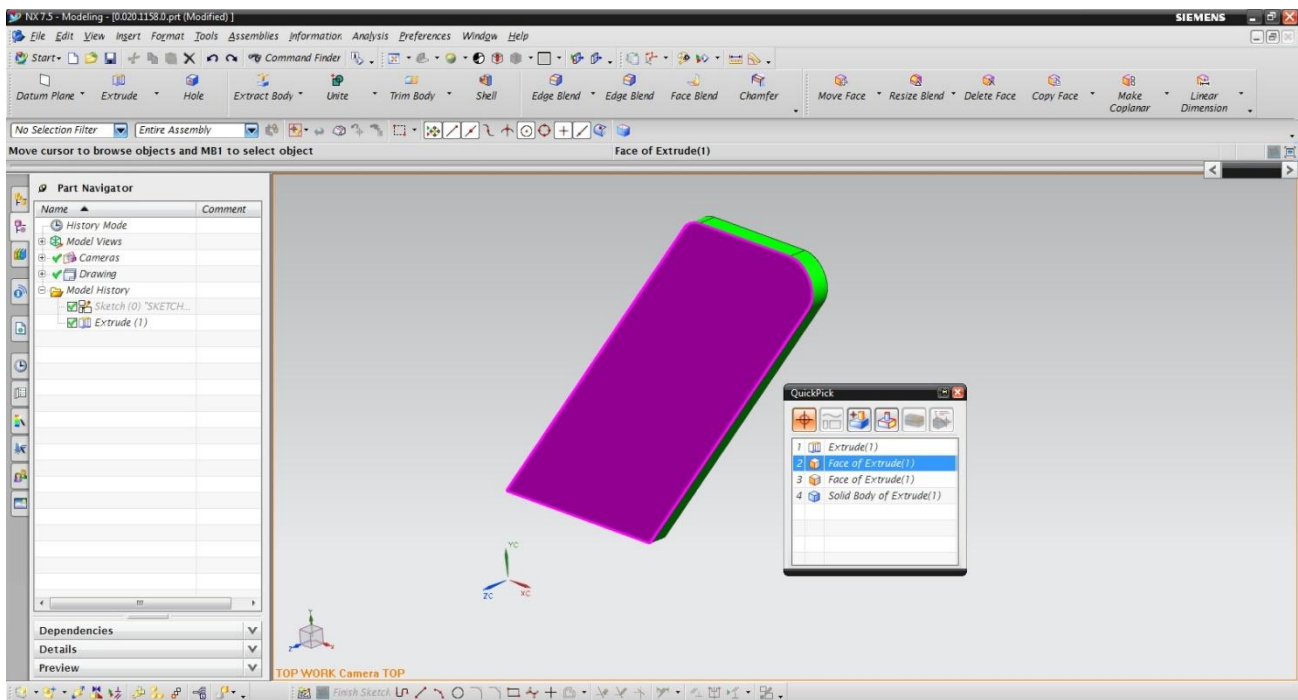 NX 7.5 - Modeling - [0.020.1158.0.prt (Modified) ]
SIEMENS
File Edit View Insert Format Tools Assemblies Information Analysis Preferences Window Help
Start Command Finder
Datum Plane Extrude Hole Extract Body Unite Trim Body Shell Edge Blend Edge Blend Face Blend Chamfer Move Face Resize Blend Delete Face Copy Face Make Coplanar Linear Dimension
No Selection Filter Entire Assembly
Move cursor to browse objects and MB1 to select object Face of Extrude(1)
Part Navigator
Name Comment
History Mode
Model Views
Cameras
Drawing
Model History
Sketch (0) "SKETCH...
Extrude (1)
QuickPick
1 Extrude(1)
2 Face of Extrude(1)
3 Face of Extrude(1)
4 Solid Body of Extrude(1)
YC
ZC XC
Dependencies
Details
Preview
TOP WORK Camera TOP
Finish Sketch